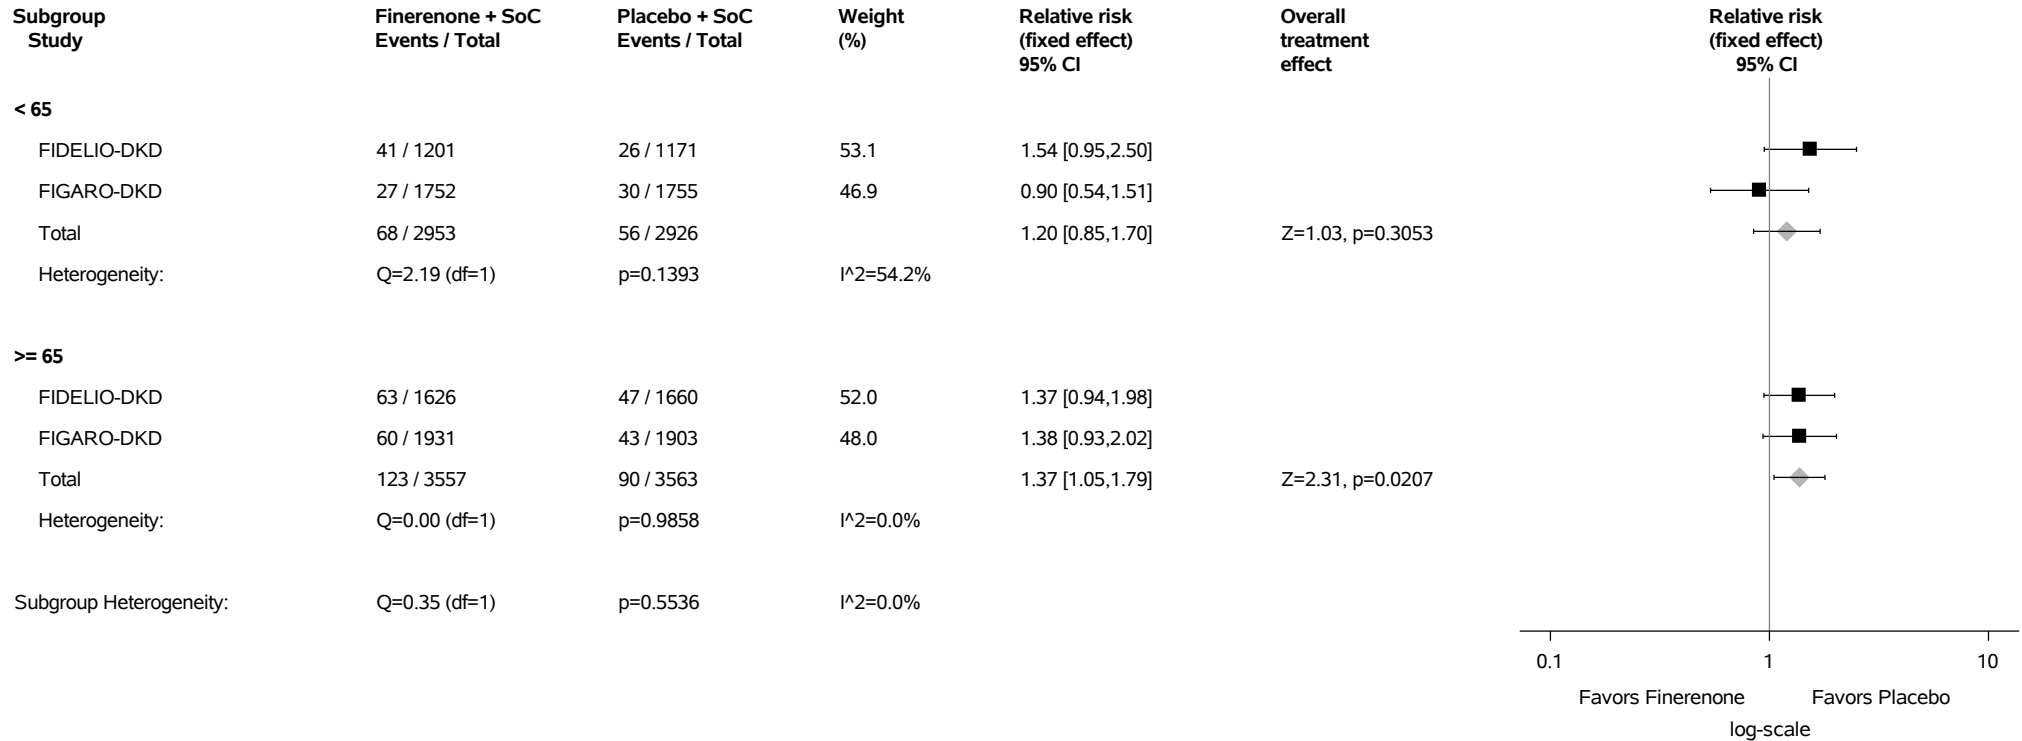 Subgroup Finerenone + SoC Placebo + SoC Weight Relative risk Overall Relative risk
Study Events / Total Events / Total (%) (fixed effect) treatment (fixed effect)
95% CI effect 95% CI
< 65
FIDELIO-DKD 41 / 1201 26 / 1171 53.1 1.54 [0.95,2.50]
FIGARO-DKD 27 / 1752 30 / 1755 46.9 0.90 [0.54,1.51]
Total 68 / 2953 56 / 2926 1.20 [0.85,1.70] Z=1.03, p=0.3053
Heterogeneity: Q=2.19 (df=1) p=0.1393 I^2=54.2%
>= 65
FIDELIO-DKD 63 / 1626 47 / 1660 52.0 1.37 [0.94,1.98]
FIGARO-DKD 60 / 1931 43 / 1903 48.0 1.38 [0.93,2.02]
Total 123 / 3557 90 / 3563 1.37 [1.05,1.79] Z=2.31, p=0.0207
Heterogeneity: Q=0.00 (df=1) p=0.9858 I^2=0.0%
Subgroup Heterogeneity: Q=0.35 (df=1) p=0.5536 I^2=0.0%
0.1 1 10
Favors Finerenone Favors Placebo
log-scale